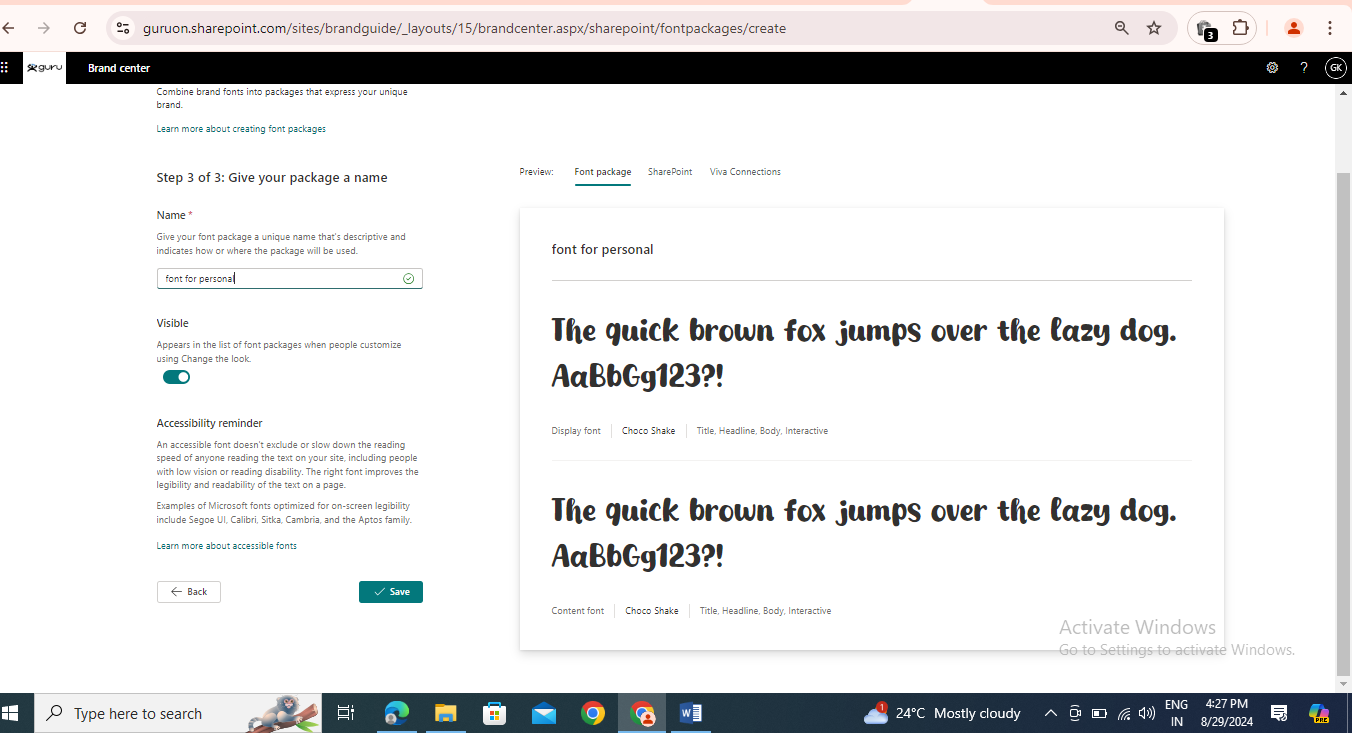 guruon.sharepoint.com/sites/brandguide/_layouts/15/brandcenter.aspx/sharepoint/fontpackages/create
3
guru
Brand center
?
GK
Combine brand fonts into packages that express your unique
brand.
Learn more about creating font packages
Step 3 of 3: Give your package a name
Name *
Give your font package a unique name that's descriptive and
indicates how or where the package will be used.
font for personal
Visible
Appears in the list of font packages when people customize
using Change the look.
Accessibility reminder
An accessible font doesn't exclude or slow down the reading
speed of anyone reading the text on your site, including people
with low vision or reading disability. The right font improves the
legibility and readability of the text on a page.
Examples of Microsoft fonts optimized for on-screen legibility
include Segoe UI, Calibri, Sitka, Cambria, and the Aptos family.
Learn more about accessible fonts
Back
Save
Preview: Font package SharePoint Viva Connections
font for personal
The quick brown fox jumps over the lazy dog.
AaBbGg123?!
Display font Choco Shake Title, Headline, Body, Interactive
The quick brown fox jumps over the lazy dog.
AaBbGg123?!
Content font Choco Shake Title, Headline, Body, Interactive
Activate Windows
Go to Settings to activate Windows.
Type here to search
W
1
24°C Mostly cloudy
ENG
IN
4:27 PM
8/29/2024
PRE